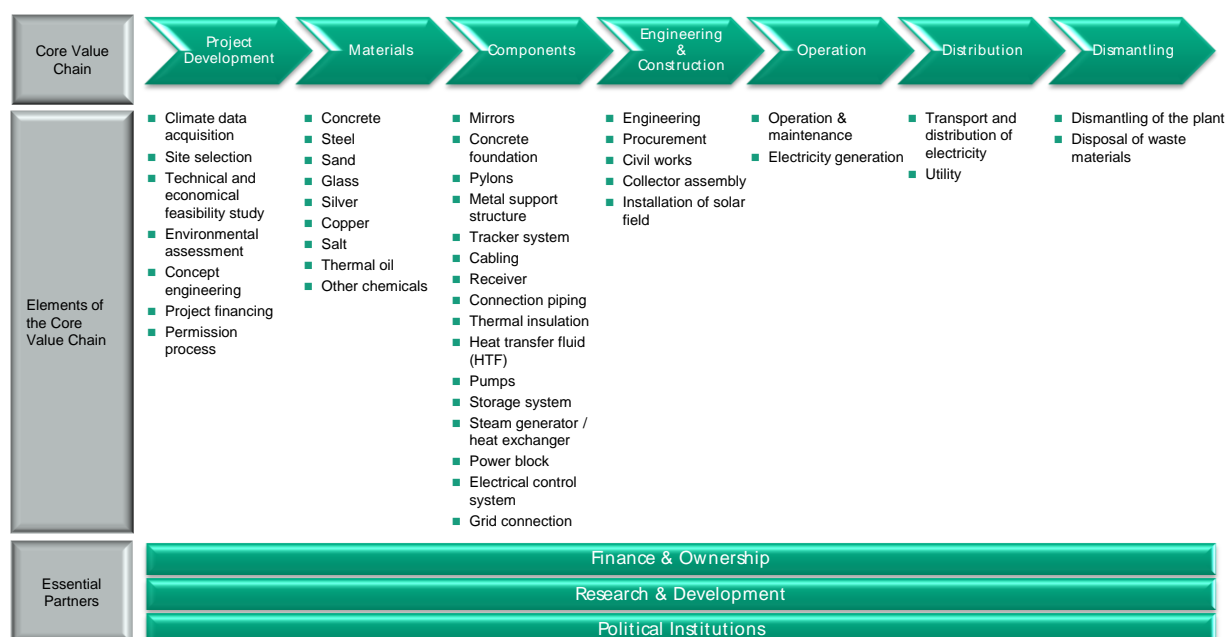 Core Value
Chain
Project
Development
Materials
Components
Engineering
&
Construction
Operation
Distribution
Dismantling
Elements of
the Core
Value Chain
Climate data
acquisition
Site selection
Technical and
economical
feasibility study
Environmental
assessment
Concept
engineering
Project financing
Permission
process
Concrete
Steel
Sand
Glass
Silver
Copper
Salt
Thermal oil
Other chemicals
Mirrors
Concrete
foundation
Pylons
Metal support
structure
Tracker system
Cabling
Receiver
Connection piping
Thermal insulation
Heat transfer fluid
(HTF)
Pumps
Storage system
Steam generator /
heat exchanger
Power block
Electrical control
system
Grid connection
Engineering
Procurement
Civil works
Collector assembly
Installation of solar
field
Operation &
maintenance
Electricity generation
Transport and
distribution of
electricity
Utility
Dismantling of the plant
Disposal of waste
materials
Essential
Partners
Finance & Ownership
Research & Development
Political Institutions